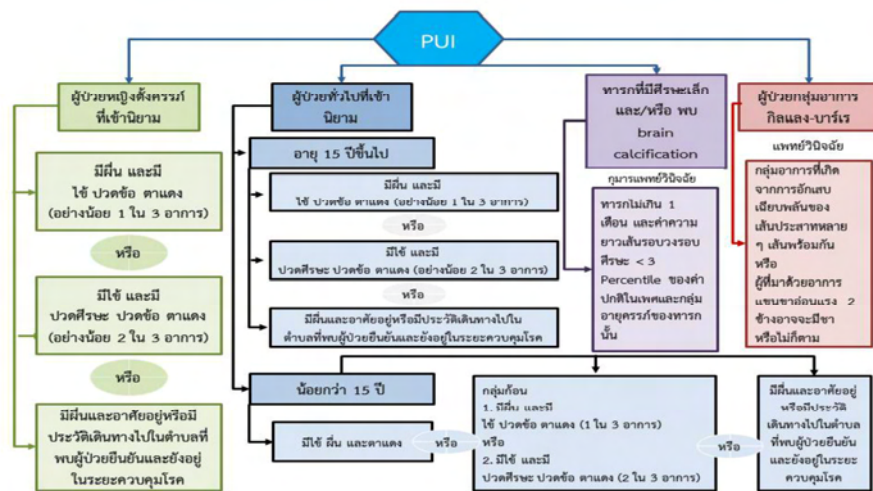 PUI
ผู้ป่วยหญิงตั้งครรภ์
ที่เข้านิยาม
มีผื่น และมี
ไข้ ปวดข้อ ตาแดง
(อย่างน้อย 1 ใน 3 อาการ)
หรือ
มีไข้ และมี
ปวดศีรษะ ปวดข้อ ตาแดง
(อย่างน้อย 2 ใน 3 อาการ)
หรือ
มีผื่นและอาศัยอยู่หรือมี
ประวัติเดินทางไปในตำบลที่
พบผู้ป่วยยืนยันและยังอยู่
ในระยะควบคุมโรค
ผู้ป่วยทั่วไปที่เข้า
นิยาม
อายุ 15 ปีขึ้นไป
มีผื่น และมี
ไข้ ปวดข้อ ตาแดง (อย่างน้อย 1 ใน 3 อาการ)
หรือ
มีไข้ และมี
ปวดศีรษะ ปวดข้อ ตาแดง (อย่างน้อย 2 ใน 3 อาการ)
หรือ
มีผื่นและอาศัยอยู่หรือมีประวัติเดินทางไปใน
ตำบลที่พบผู้ป่วยยืนยันและยังอยู่ในระยะควบคุมโรค
น้อยกว่า 15 ปี
มีไข้ ผื่น และตาแดง
หรือ
กลุ่มก้อน
1. มีผื่น และมี
ไข้ ปวดข้อ ตาแดง (1 ใน 3 อาการ)
หรือ
2. มีไข้ และมี
ปวดศีรษะ ปวดข้อ ตาแดง (2 ใน 3 อาการ)
หรือ
มีผื่นและอาศัยอยู่
หรือมีประวัติ
เดินทางไปในตำบล
ที่พบผู้ป่วยยืนยัน
และยังอยู่ในระยะ
ควบคุมโรค
ทารกที่มีศีรษะเล็ก
และ/หรือ พบ
brain
calcification
กุมารแพทย์วินิจฉัย
ทารกไม่เกิน 1
เดือน และค่าความ
ยาวเส้นรอบวงรอบ
ศีรษะ < 3
Percentile ของค่า
ปกติในเพศและกลุ่ม
อายุครรภ์ของทารก
นั้น
ผู้ป่วยกลุ่มอาการ
กิลแลง-บาร์เร
แพทย์วินิจฉัย
กลุ่มอาการที่เกิด
จากการอักเสบ
เฉียบพลันของ
เส้นประสาทหลาย
ๆ เส้นพร้อมกัน
หรือ
ผู้ที่มาด้วยอาการ
แขนขาอ่อนแรง 2
ข้างอาจจะมีชา
หรือไม่ก็ตาม